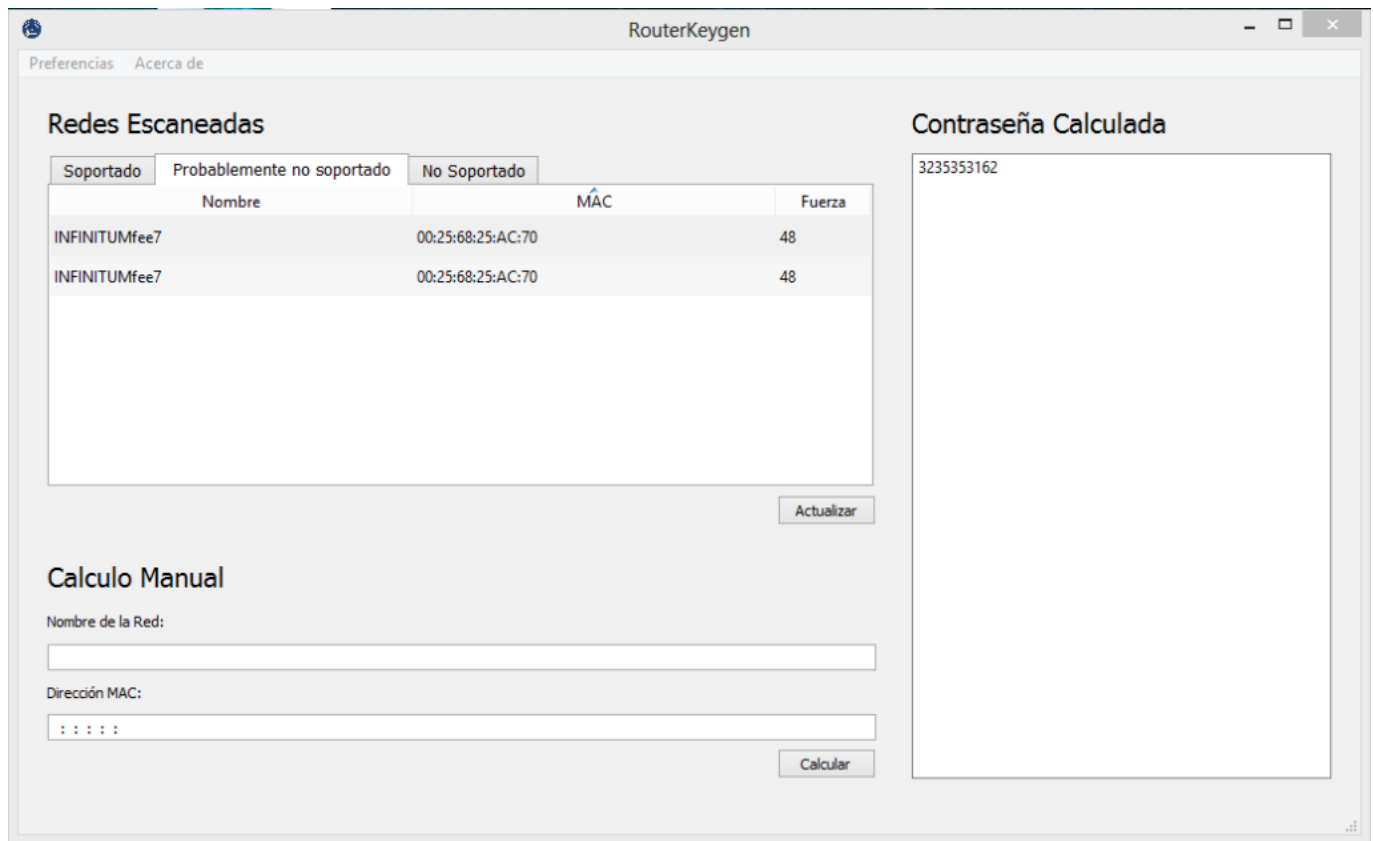 RouterKeygen
Preferencias Acerca de
Redes Escaneadas
Soportado Probablemente no soportado No Soportado
Nombre MAC Fuerza
INFINITUMfee7 00:25:68:25:AC:70 48
INFINITUMfee7 00:25:68:25:AC:70 48
Actualizar
Calculo Manual
Nombre de la Red:
Dirección MAC:
: : : : :
Calcular
Contraseña Calculada
3235353162